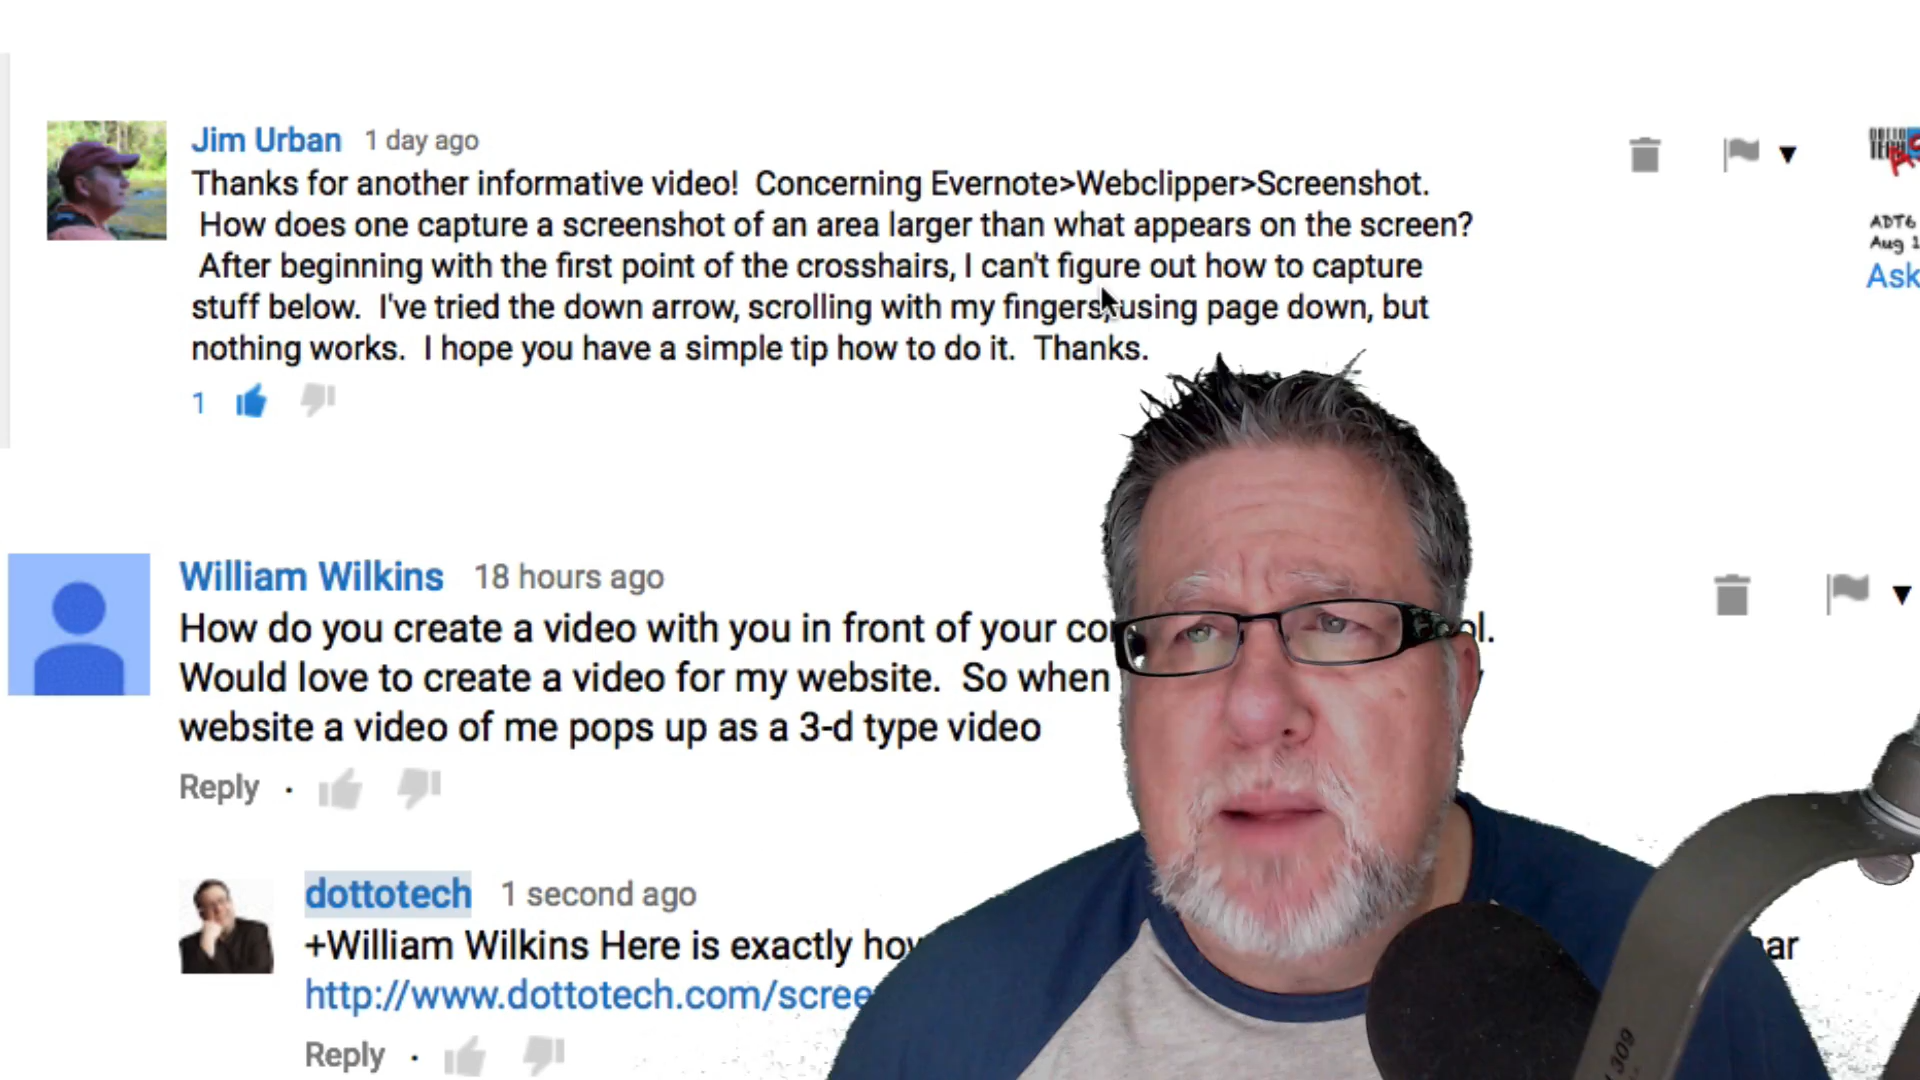 Jim Urban 1 day ago
Thanks for another informative video!  Concerning Evernote>Webclipper>Screenshot.
How does one capture a screenshot of an area larger than what appears on the screen?
After beginning with the first point of the crosshairs, I can't figure out how to capture
stuff below.  I've tried the down arrow, scrolling with my fingers, using page down, but
nothing works.  I hope you have a simple tip how to do it.  Thanks.
1
ADT6
Aug 1
Ask
William Wilkins 18 hours ago
How do you create a video with you in front of your
Would love to create a video for my website.  So when
website a video of me pops up as a 3-d type video
Reply ·
dottotech 1 second ago
+William Wilkins Here is exactly
http://www.dottotech.com/scree
Reply ·
309